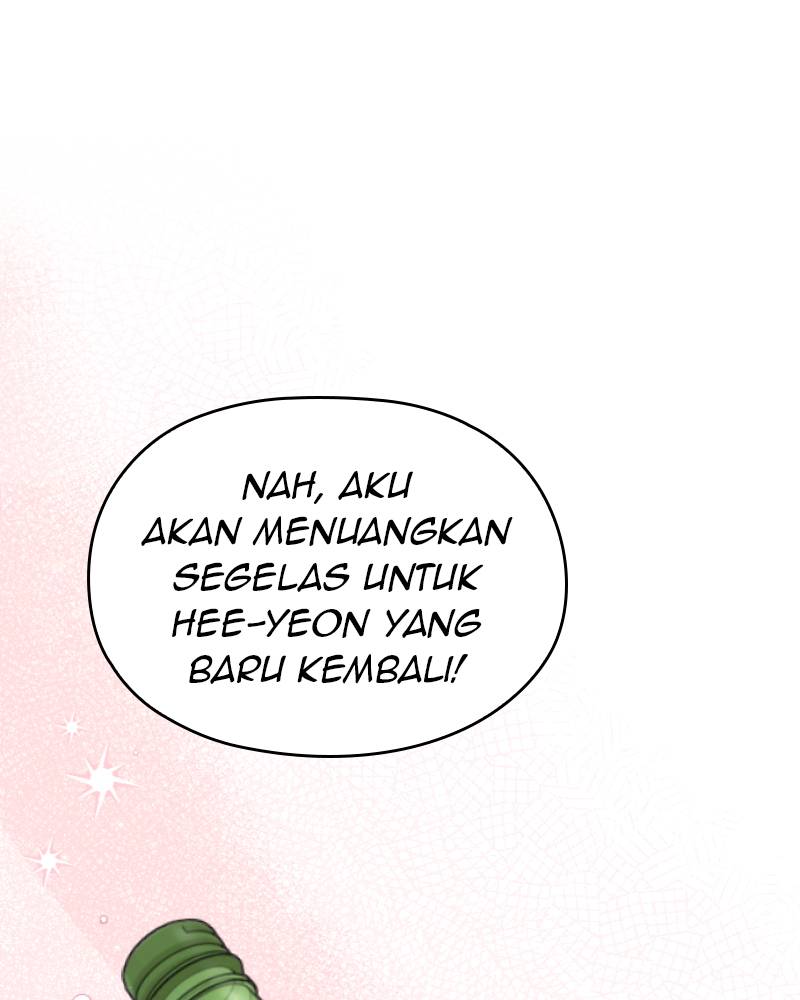 NAH, AKU
AKAN MENUANGKAN
SEGELAS UNTUK
HEE-YEON YANG
BARU KEMBALI!